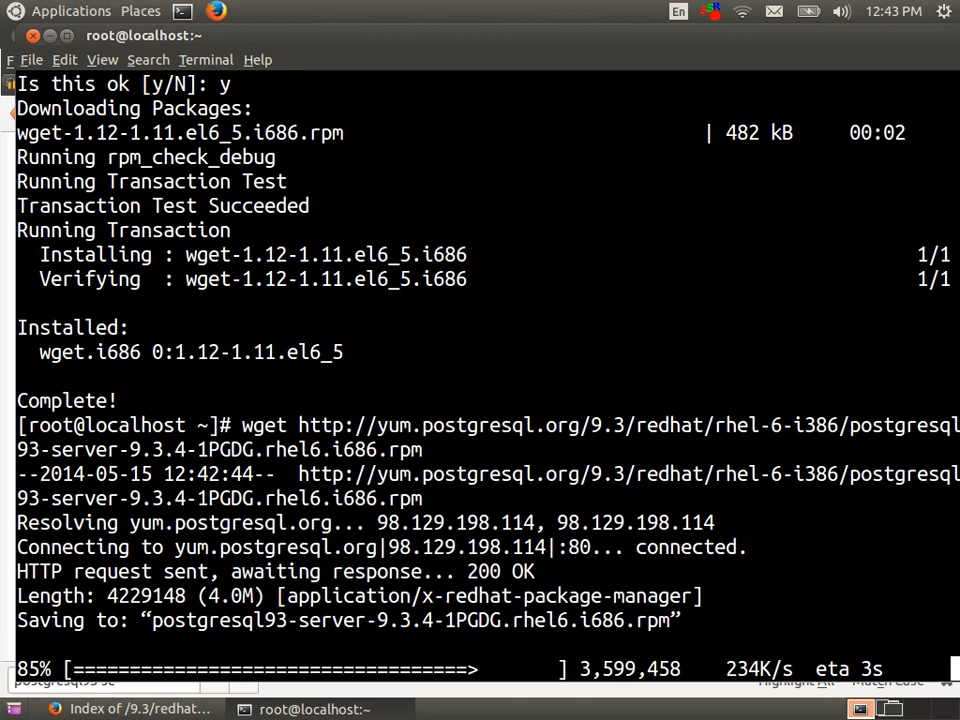 Applications Places En 12:43 PM
root@localhost:~
F File Edit View Search Terminal Help
Is this ok [y/N]: y
Downloading Packages:
wget-1.12-1.11.el6_5.i686.rpm | 482 kB 00:02
Running rpm_check_debug
Running Transaction Test
Transaction Test Succeeded
Running Transaction
Installing : wget-1.12-1.11.el6_5.i686 1/1
Verifying : wget-1.12-1.11.el6_5.i686 1/1
Installed:
wget.i686 0:1.12-1.11.el6_5
Complete!
[root@localhost ~]# wget http://yum.postgresql.org/9.3/redhat/rhel-6-i386/postgresql
93-server-9.3.4-1PGDG.rhel6.i686.rpm
--2014-05-15 12:42:44-- http://yum.postgresql.org/9.3/redhat/rhel-6-i386/postgresql
93-server-9.3.4-1PGDG.rhel6.i686.rpm
Resolving yum.postgresql.org... 98.129.198.114, 98.129.198.114
Connecting to yum.postgresql.org|98.129.198.114|:80... connected.
HTTP request sent, awaiting response... 200 OK
Length: 4229148 (4.0M) [application/x-redhat-package-manager]
Saving to: “postgresql93-server-9.3.4-1PGDG.rhel6.i686.rpm”
85% [===================================> ] 3,599,458 234K/s eta 3s
Index of /9.3/redhat... root@localhost:~